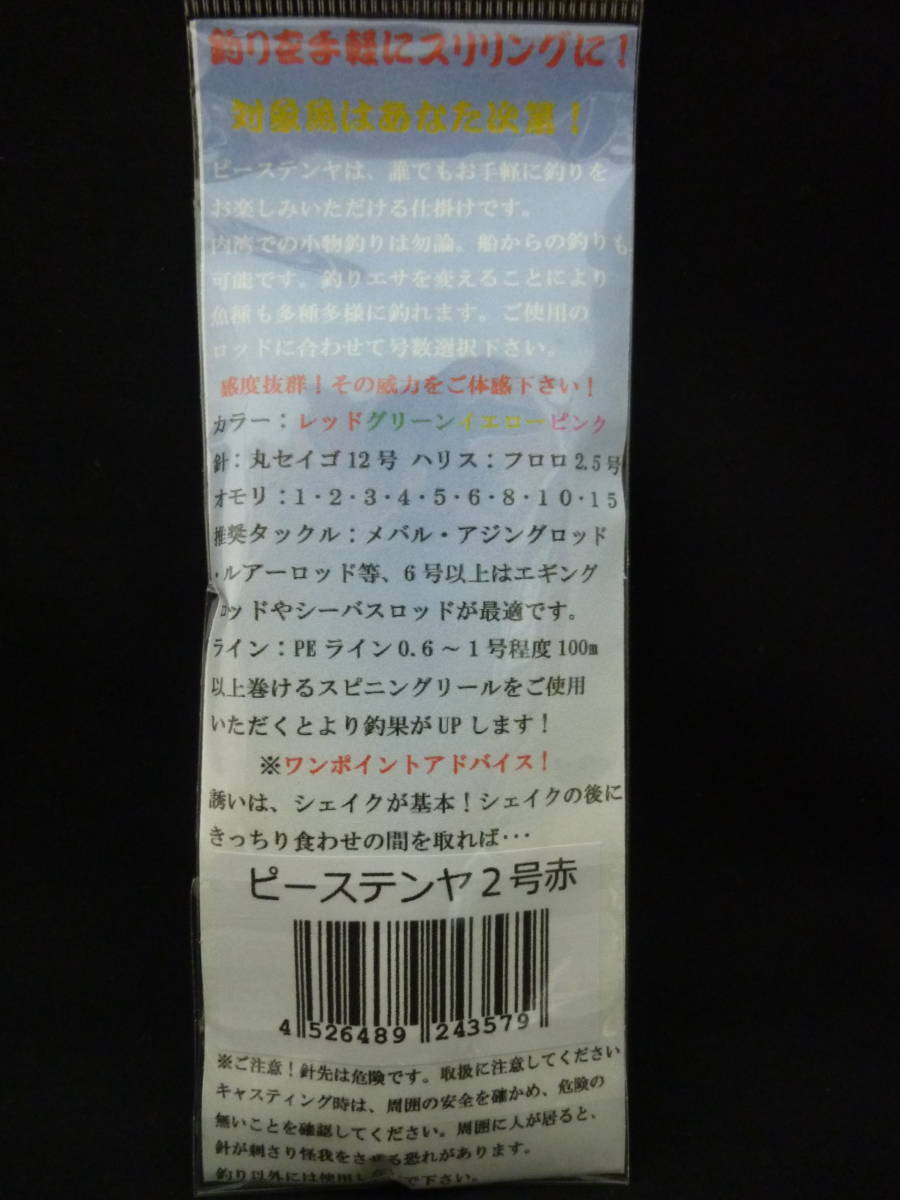 釣りを手軽にスリリングに！
対象魚はあなた次第！
ピーステンヤは、誰でもお手軽に釣りを
お楽しみいただける仕掛けです。
内湾での小物釣りは勿論。船からの釣りも
可能です。釣りエサを変えることにより
魚種も多種多様に釣れます。ご使用の
ロッドに合わせて号数選択下さい。
感度抜群！その威力をご体感下さい！
カラー：レッドグリーンイエローピンク
針：丸セイゴ12号 ハリス：フロロ2.5号
オモリ：1・2・3・4・5・6・8・10・15
推奨タックル：メバル・アジングロッド
・ルアーロッド等、6号以上はエギング
ロッドやシーバスロッドが最適です。
ライン：PEライン0.6～1号程度100m
以上巻けるスピニングリールをご使用
いただくとより釣果がUPします！
※ワンポイントアドバイス！
誘いは、シェイクが基本！シェイクの後に
きっちり食わせの間を取れば･･･
ピーステンヤ2号赤
4 526489 243579
※ご注意！針先は危険です。取扱に注意してください
キャスティング時は、周囲の安全を確かめ、危険の
無いことを確認してください。周囲に人が居ると、
針が刺さり怪我をさせる恐れがあります。
釣り以外には使用しないで下さい。